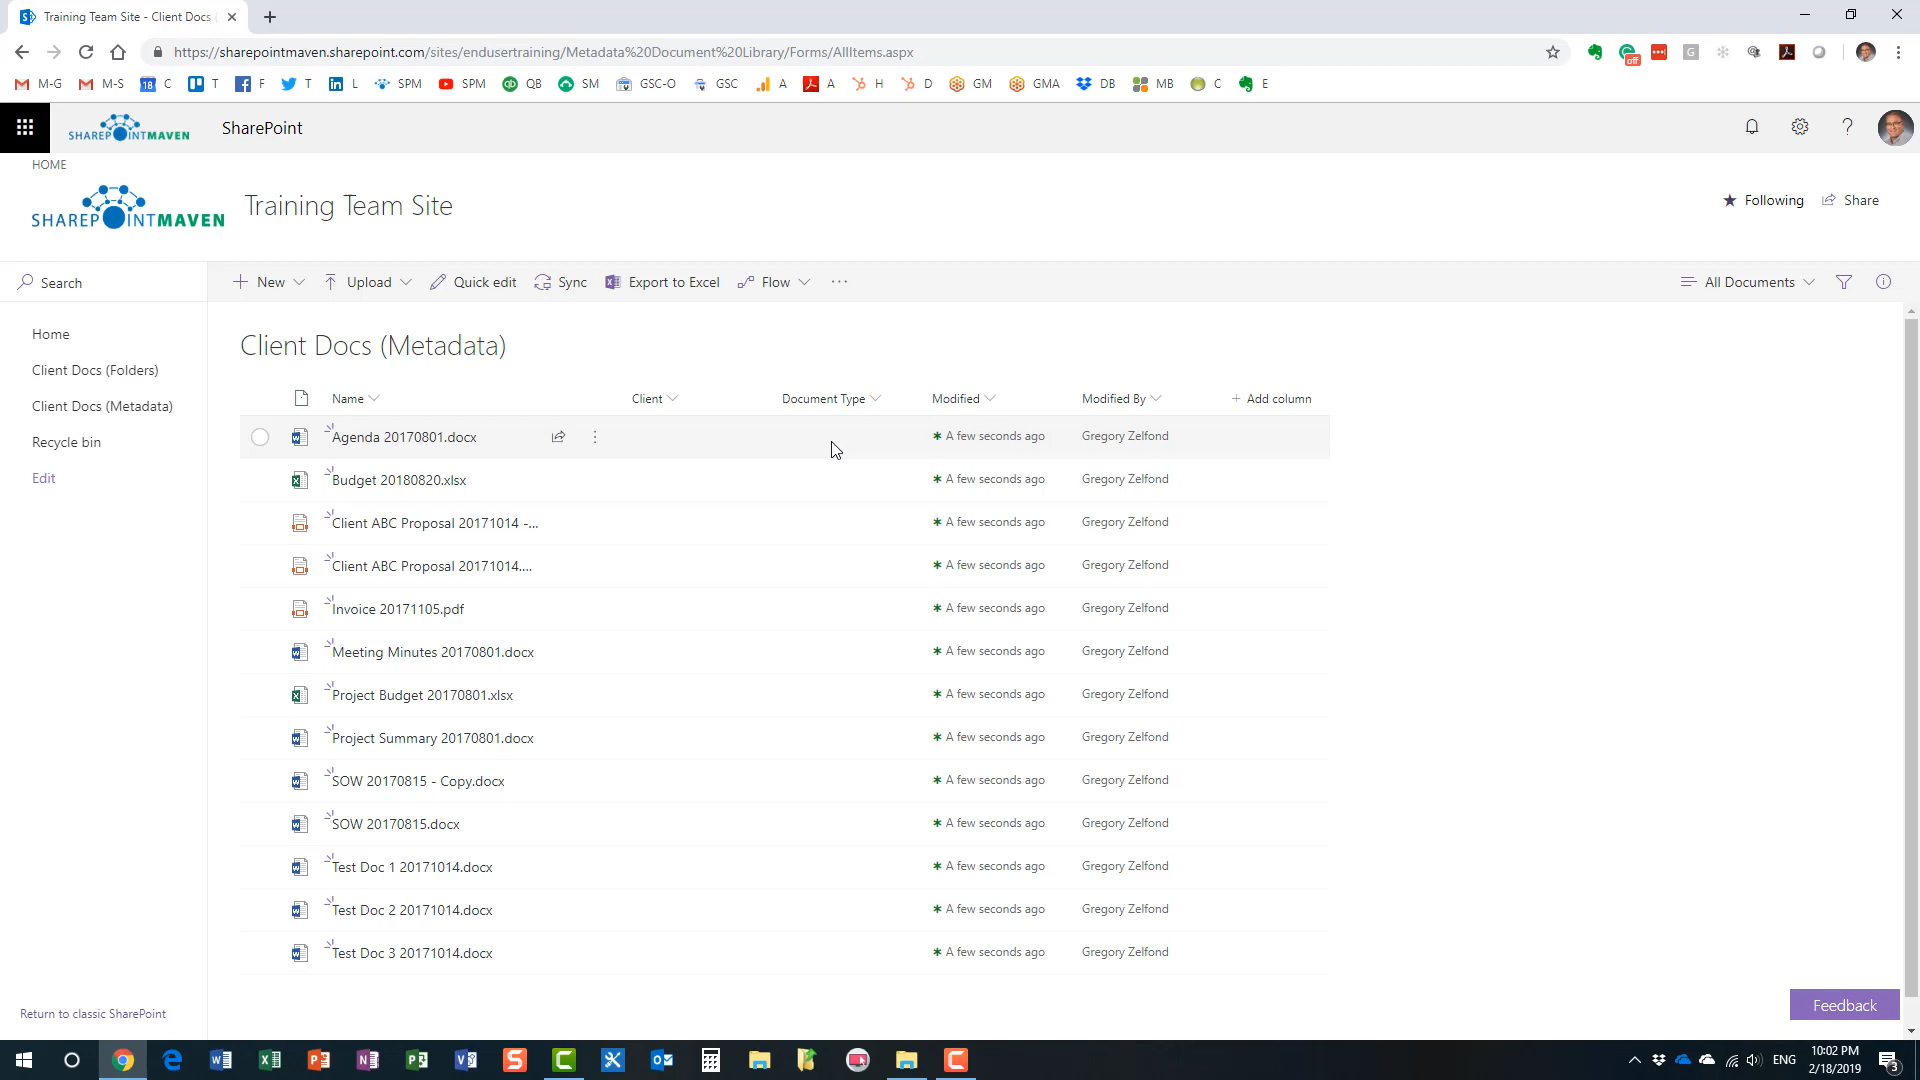 Training Team Site - Client Docs (
https://sharepointmaven.sharepoint.com/sites/endusertraining/Metadata%20Document%20Library/Forms/AllItems.aspx
off
M-G M-S 18 C T F T L SPM SPM QB SM GSC-O GSC A A H D GM GMA DB MB C E
SHAREPOINTMAVEN SharePoint
HOME
SHAREPOINTMAVEN Training Team Site Following Share
Search New Upload Quick edit Sync Export to Excel Flow ... All Documents
Home
Client Docs (Folders)
Client Docs (Metadata)
Recycle bin
Edit
Client Docs (Metadata)
Name Client Document Type Modified Modified By + Add column
Agenda 20170801.docx A few seconds ago Gregory Zelfond
Budget 20180820.xlsx A few seconds ago Gregory Zelfond
Client ABC Proposal 20171014 -... A few seconds ago Gregory Zelfond
Client ABC Proposal 20171014.... A few seconds ago Gregory Zelfond
Invoice 20171105.pdf A few seconds ago Gregory Zelfond
Meeting Minutes 20170801.docx A few seconds ago Gregory Zelfond
Project Budget 20170801.xlsx A few seconds ago Gregory Zelfond
Project Summary 20170801.docx A few seconds ago Gregory Zelfond
SOW 20170815 - Copy.docx A few seconds ago Gregory Zelfond
SOW 20170815.docx A few seconds ago Gregory Zelfond
Test Doc 1 20171014.docx A few seconds ago Gregory Zelfond
Test Doc 2 20171014.docx A few seconds ago Gregory Zelfond
Test Doc 3 20171014.docx A few seconds ago Gregory Zelfond
Feedback
Return to classic SharePoint
ENG
10:02 PM
2/18/2019
3